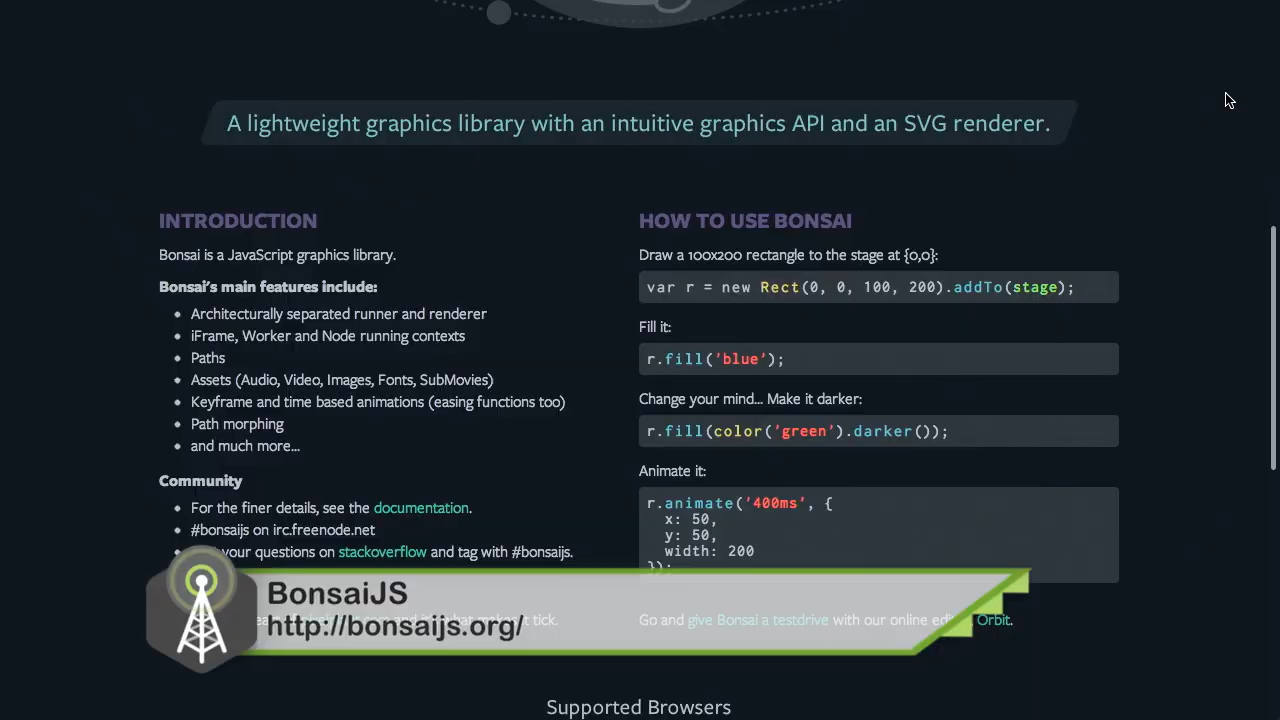 A lightweight graphics library with an intuitive graphics API and an SVG renderer.
INTRODUCTION
Bonsai is a JavaScript graphics library.
Bonsai's main features include:
Architecturally separated runner and renderer
iFrame, Worker and Node running contexts
Paths
Assets (Audio, Video, Images, Fonts, SubMovies)
Keyframe and time based animations (easing functions too)
Path morphing
and much more...
Community
For the finer details, see the documentation.
#bonsaijs on irc.freenode.net
your questions on stackoverflow and tag with #bonsaijs.
HOW TO USE BONSAI
Draw a 100x200 rectangle to the stage at {0,0}:
var r = new Rect(0, 0, 100, 200).addTo(stage);
Fill it:
r.fill('blue');
Change your mind... Make it darker:
r.fill(color('green').darker());
Animate it:
r.animate('400ms', {
x: 50,
y: 50,
width: 200
});
Go and give Bonsai a testdrive with our online Orbit.
BonsaiJS
http://bonsaijs.org/
tick.
Supported Browsers